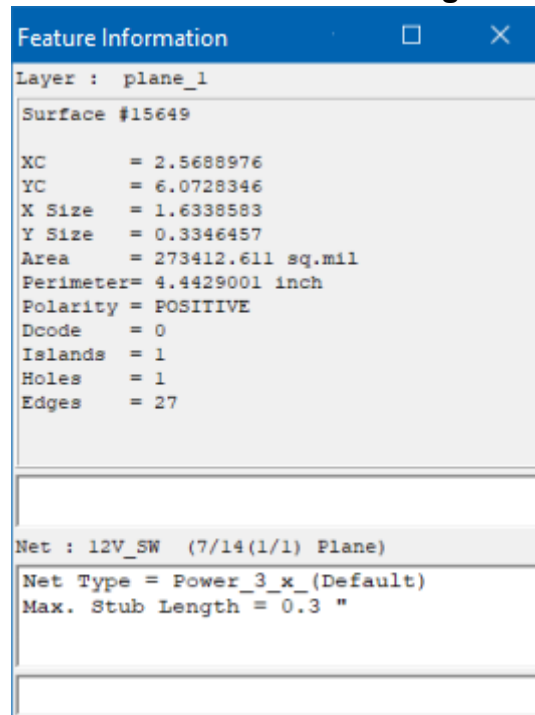 Feature Information
Layer : plane_1
Surface #15649
XC = 2.5688976
YC = 6.0728346
X Size = 1.6338583
Y Size = 0.3346457
Area = 273412.611 sq.mil
Perimeter= 4.4429001 inch
Polarity = POSITIVE
Dcode = 0
Islands = 1
Holes = 1
Edges = 27
Net : 12V_SW (7/14(1/1) Plane)
Net Type = Power_3_x_(Default)
Max. Stub Length = 0.3 "